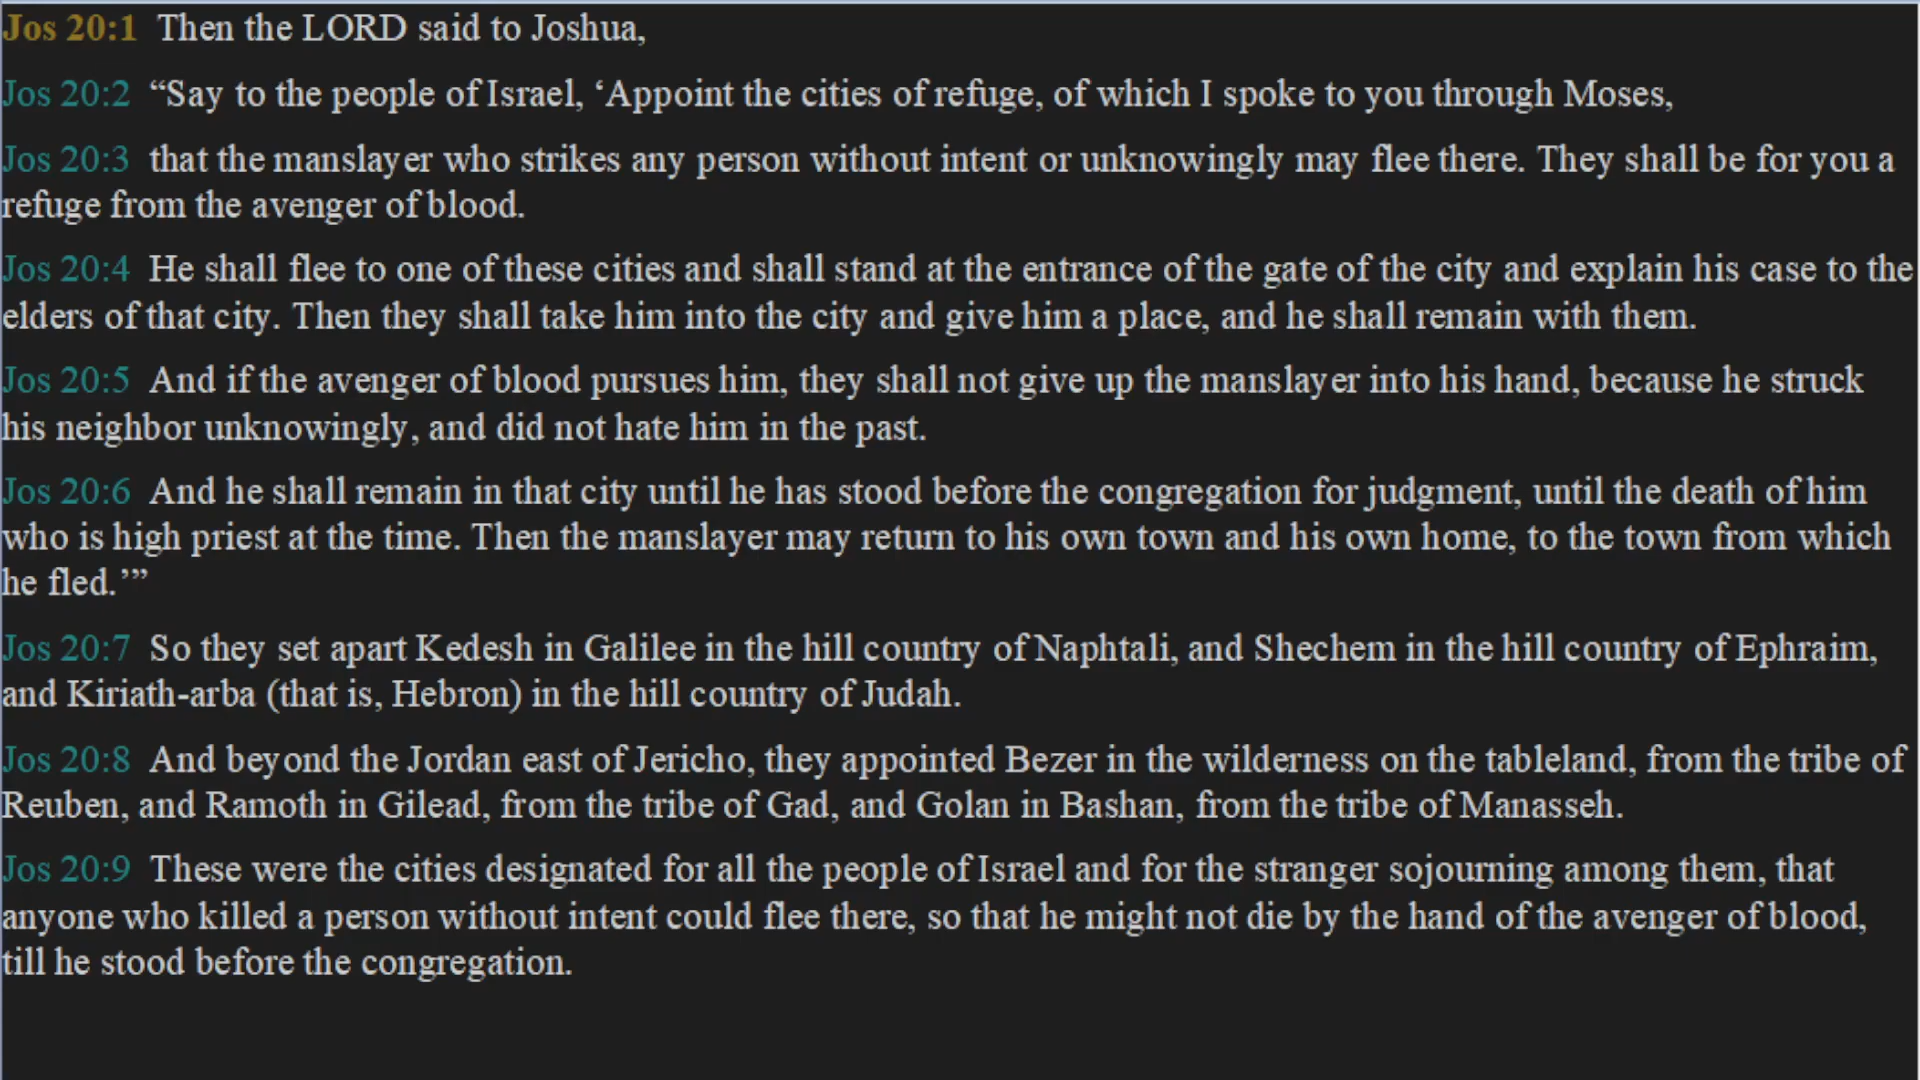 Jos 20:1 Then the LORD said to Joshua,
Jos 20:2 “Say to the people of Israel, ‘Appoint the cities of refuge, of which I spoke to you through Moses,
Jos 20:3 that the manslayer who strikes any person without intent or unknowingly may flee there. They shall be for you a
refuge from the avenger of blood.
Jos 20:4 He shall flee to one of these cities and shall stand at the entrance of the gate of the city and explain his case to the
elders of that city. Then they shall take him into the city and give him a place, and he shall remain with them.
Jos 20:5 And if the avenger of blood pursues him, they shall not give up the manslayer into his hand, because he struck
his neighbor unknowingly, and did not hate him in the past.
Jos 20:6 And he shall remain in that city until he has stood before the congregation for judgment, until the death of him
who is high priest at the time. Then the manslayer may return to his own town and his own home, to the town from which
he fled.’”
Jos 20:7 So they set apart Kedesh in Galilee in the hill country of Naphtali, and Shechem in the hill country of Ephraim,
and Kiriath-arba (that is, Hebron) in the hill country of Judah.
Jos 20:8 And beyond the Jordan east of Jericho, they appointed Bezer in the wilderness on the tableland, from the tribe of
Reuben, and Ramoth in Gilead, from the tribe of Gad, and Golan in Bashan, from the tribe of Manasseh.
Jos 20:9 These were the cities designated for all the people of Israel and for the stranger sojourning among them, that
anyone who killed a person without intent could flee there, so that he might not die by the hand of the avenger of blood,
till he stood before the congregation.